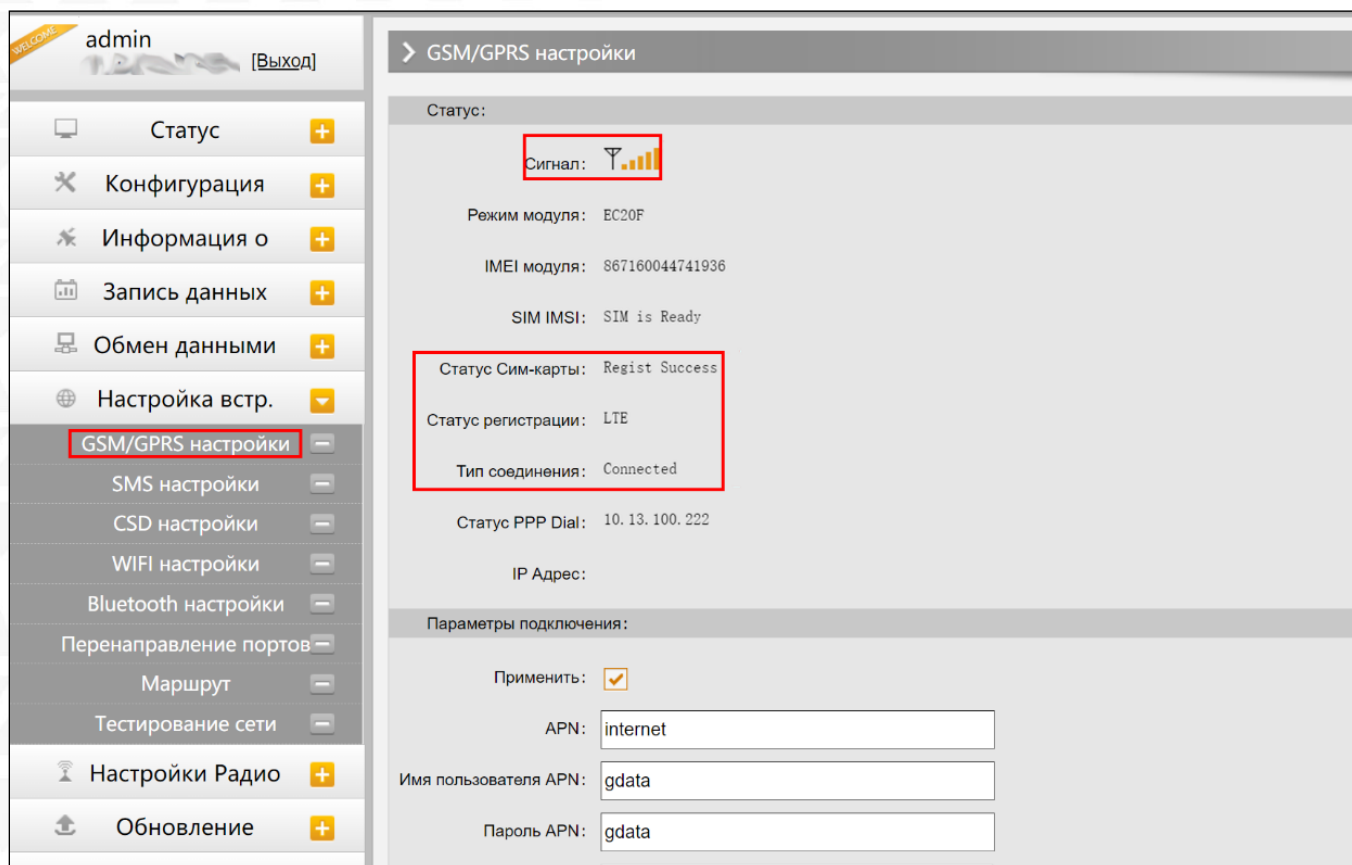 WELCOME
admin
[Выход]
Статус
Конфигурация
Информация о
Запись данных
Обмен данными
Настройка встр.
GSM/GPRS настройки
SMS настройки
CSD настройки
WIFI настройки
Bluetooth настройки
Перенаправление портов
Маршрут
Тестирование сети
Настройки Радио
Обновление
GSM/GPRS настройки
Статус:
Сигнал:
Режим модуля: EC20F
IMEI модуля: 867160044741936
SIM IMSI: SIM is Ready
Статус Сим-карты: Regist Success
Статус регистрации: LTE
Тип соединения: Connected
Статус PPP Dial: 10.13.100.222
IP Адрес:
Параметры подключения:
Применить:
APN: internet
Имя пользователя APN: gdata
Пароль APN: gdata